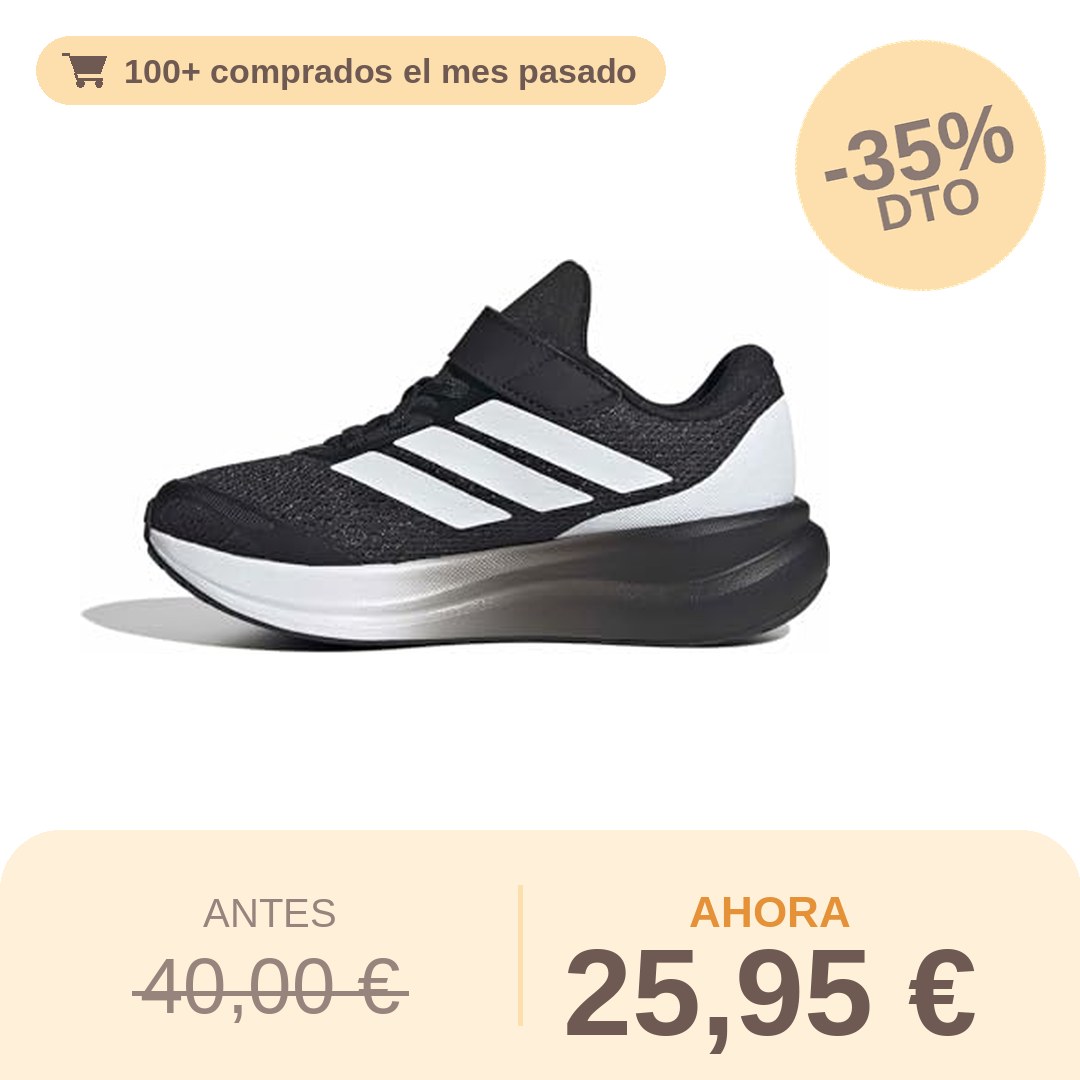 100+ comprados el mes pasado
-35%
DTO
ANTES
40,00 €
AHORA
25,95 €